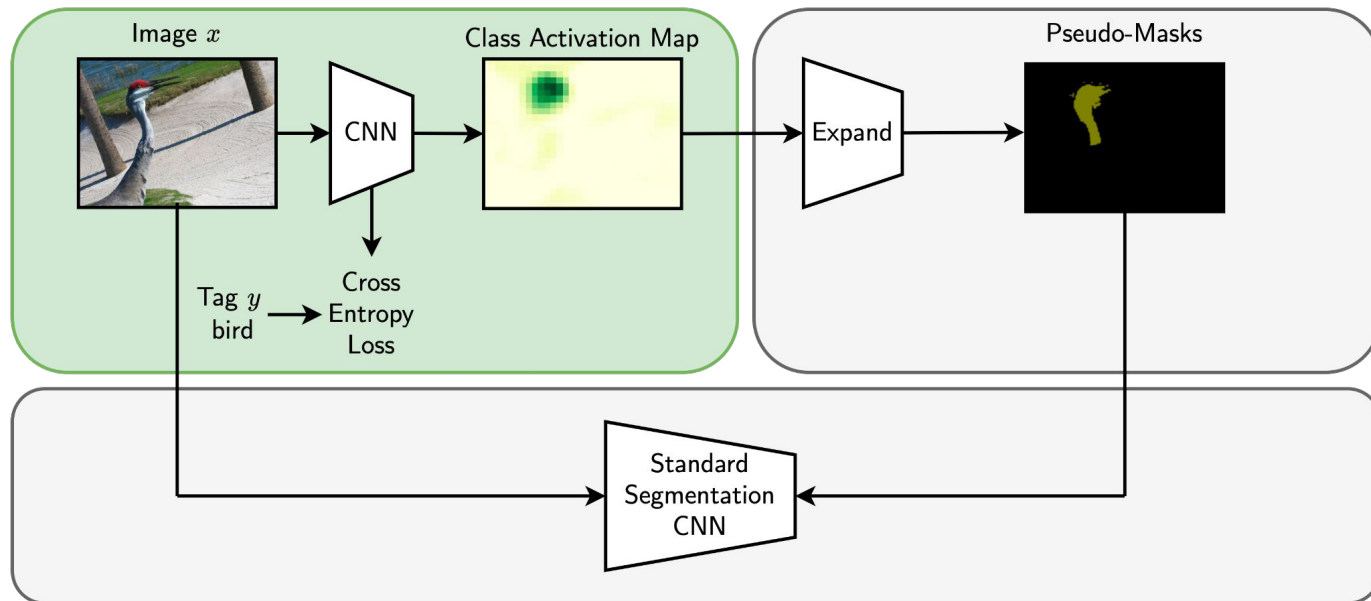 Image x
Class Activation Map
Pseudo-Masks
CNN
Expand
Tag y
bird
Cross
Entropy
Loss
Standard
Segmentation
CNN